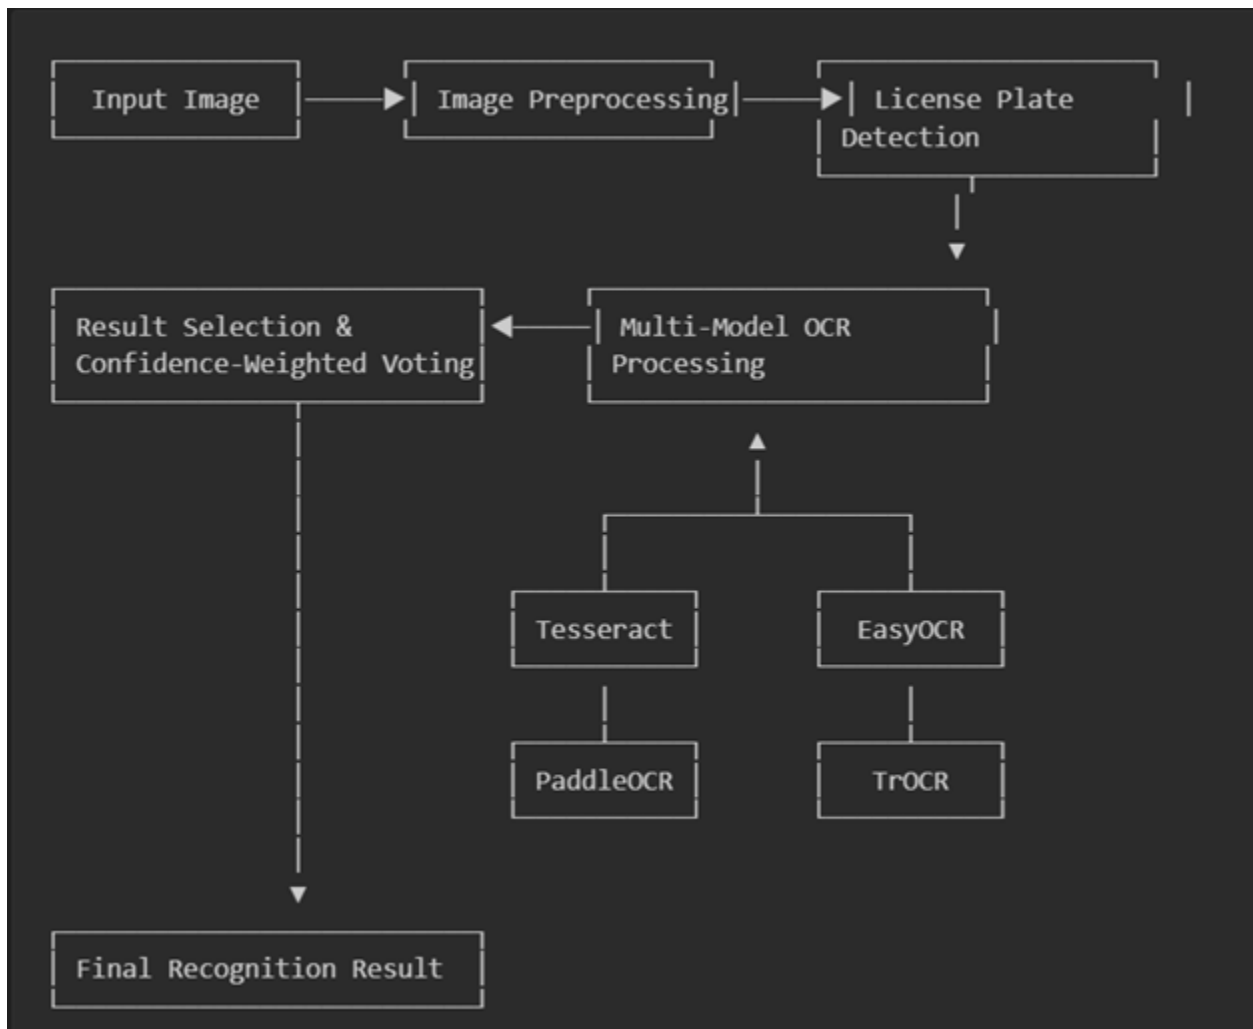 Input Image
Image Preprocessing
License Plate
Detection
Result Selection &
Confidence-Weighted Voting
Multi-Model OCR
Processing
Tesseract
EasyOCR
PaddleOCR
TrOCR
Final Recognition Result